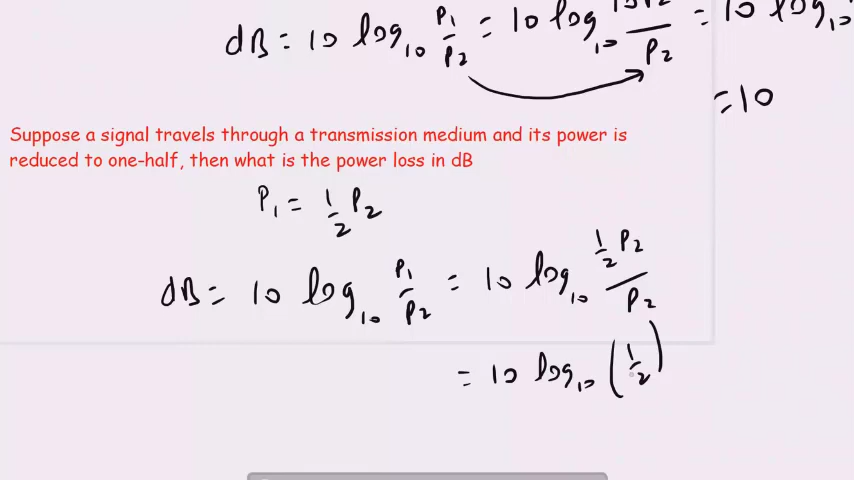 dB = 10 log₁₀ P₁/P₂ = 10 log₁₀ /P₂ = 10 log₁₀
= 10
Suppose a signal travels through a transmission medium and its power is
reduced to one-half, then what is the power loss in dB
P₁ = 1/2 P₂
dB = 10 log₁₀ P₁/P₂ = 10 log₁₀ 1/2 P₂/P₂
= 10 log₁₀ (1/2)